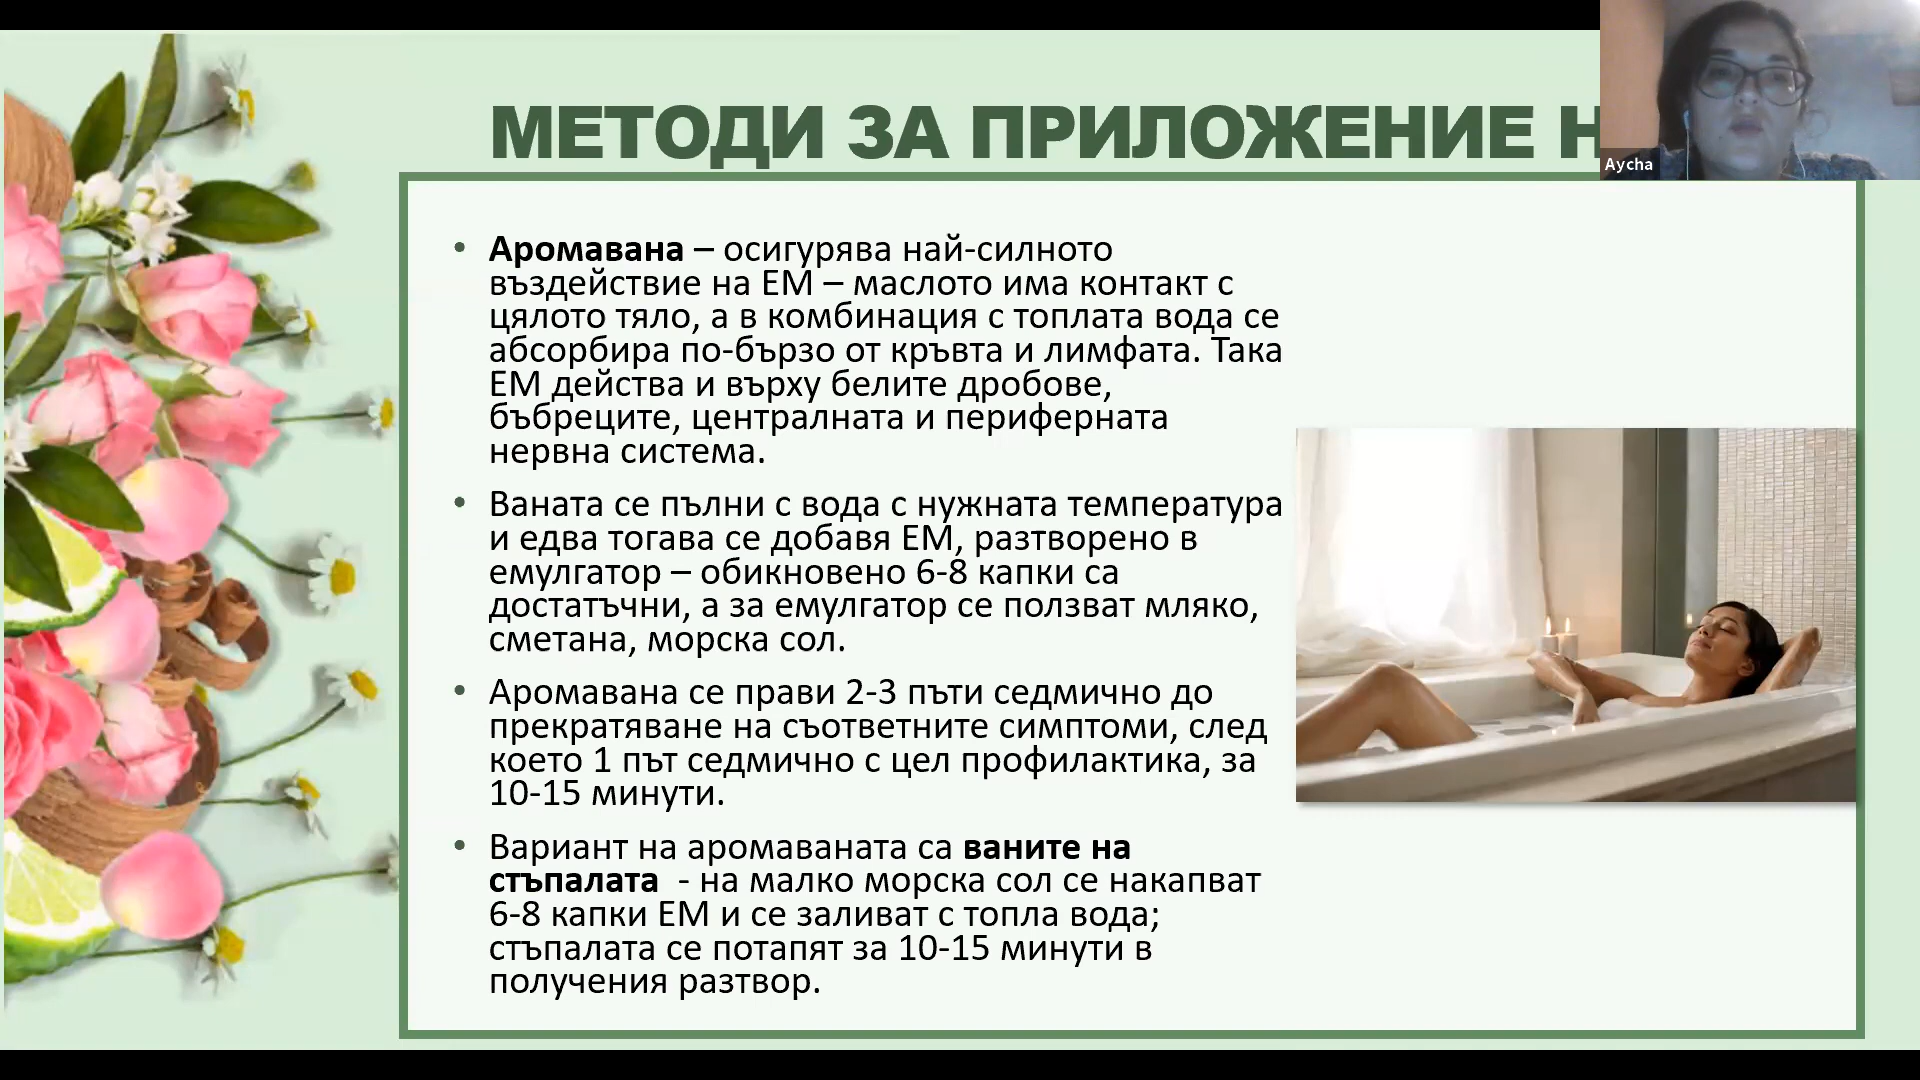 МЕТОДИ ЗА ПРИЛОЖЕНИЕ
Aycha
• Аромавана – осигурява най-силното
въздействие на ЕМ – маслото има контакт с
цялото тяло, а в комбинация с топлата вода се
абсорбира по-бързо от кръвта и лимфата. Така
ЕМ действа и върху белите дробове,
бъбреците, централната и периферната
нервна система.
• Ваната се пълни с вода с нужната температура
и едва тогава се добавя ЕМ, разтворено в
емулгатор – обикновено 6-8 капки са
достатъчни, а за емулгатор се ползват мляко,
сметана, морска сол.
• Аромавана се прави 2-3 пъти седмично до
прекратяване на съответните симптоми, след
което 1 път седмично с цел профилактика, за
10-15 минути.
• Вариант на аромаваната са ваните на
стъпалата - на малко морска сол се накапват
6-8 капки ЕМ и се заливат с топла вода;
стъпалата се потапят за 10-15 минути в
получения разтвор.